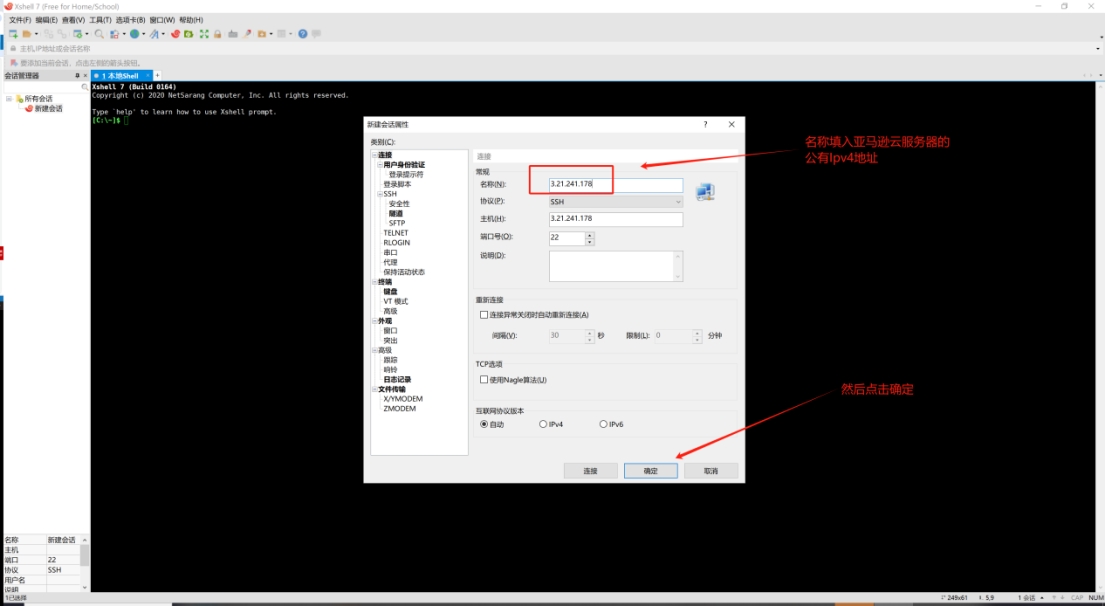 Xshell 7 (Free for Home/School)
文件(F) 编辑(E) 查看(V) 工具(T) 选项卡(B) 窗口(W) 帮助(H)
主机,IP地址或会话名称
要添加当前会话，点击左侧的箭头按钮。
会话管理器
1 本地Shell
所有会话
新建会话
Xshell 7 (Build 0164)
Copyright (c) 2020 NetSarang Computer, Inc. All rights reserved.
Type `help' to learn how to use Xshell prompt.
[C:\~]$
新建会话属性
类别(C):
连接
用户身份验证
登录提示符
登录脚本
SSH
安全性
隧道
SFTP
TELNET
RLOGIN
串口
代理
保持活动状态
终端
键盘
VT 模式
高级
外观
窗口
突出
高级
跟踪
响铃
日志记录
文件传输
X/YMODEM
ZMODEM
连接
常规
名称(N): 3.21.241.178
协议(P): SSH
主机(H): 3.21.241.178
端口号(O): 22
说明(D):
重新连接
连接异常关闭时自动重新连接(A)
间隔(V): 30 秒 限制(L): 0 分钟
TCP选项
使用Nagle算法(U)
互联网协议版本
自动 IPv4 IPv6
连接 确定 取消
名称填入亚马逊云服务器的
公有Ipv4地址
然后点击确定
名称 新建会话
主机
端口 22
协议 SSH
用户名
说明
1已选择
249x61 1, 5,9 1 会话 CAP NUM